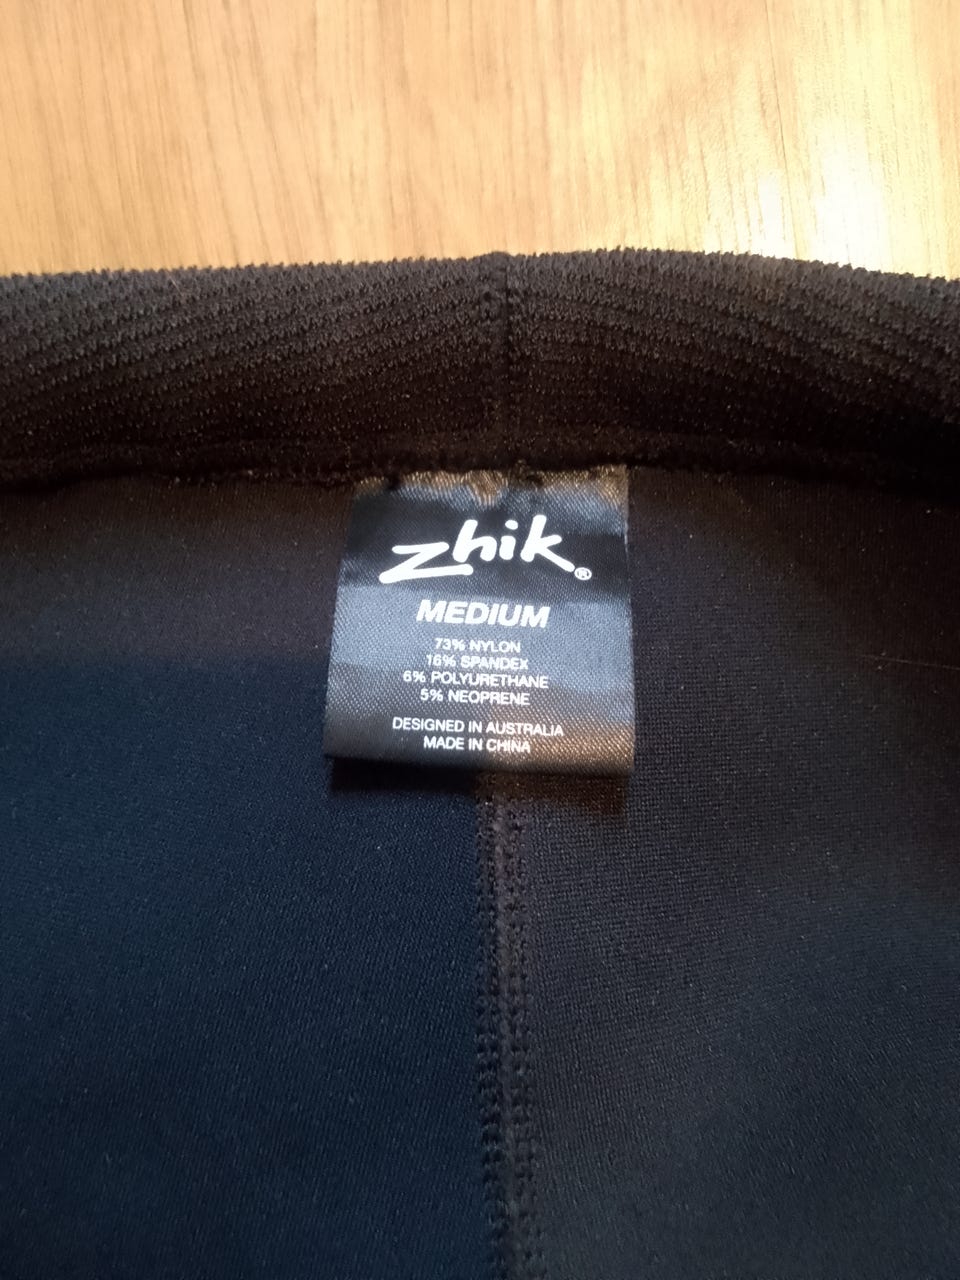 zhik®
MEDIUM
73% NYLON
16% SPANDEX
6% POLYURETHANE
5% NEOPRENE
DESIGNED IN AUSTRALIA
MADE IN CHINA